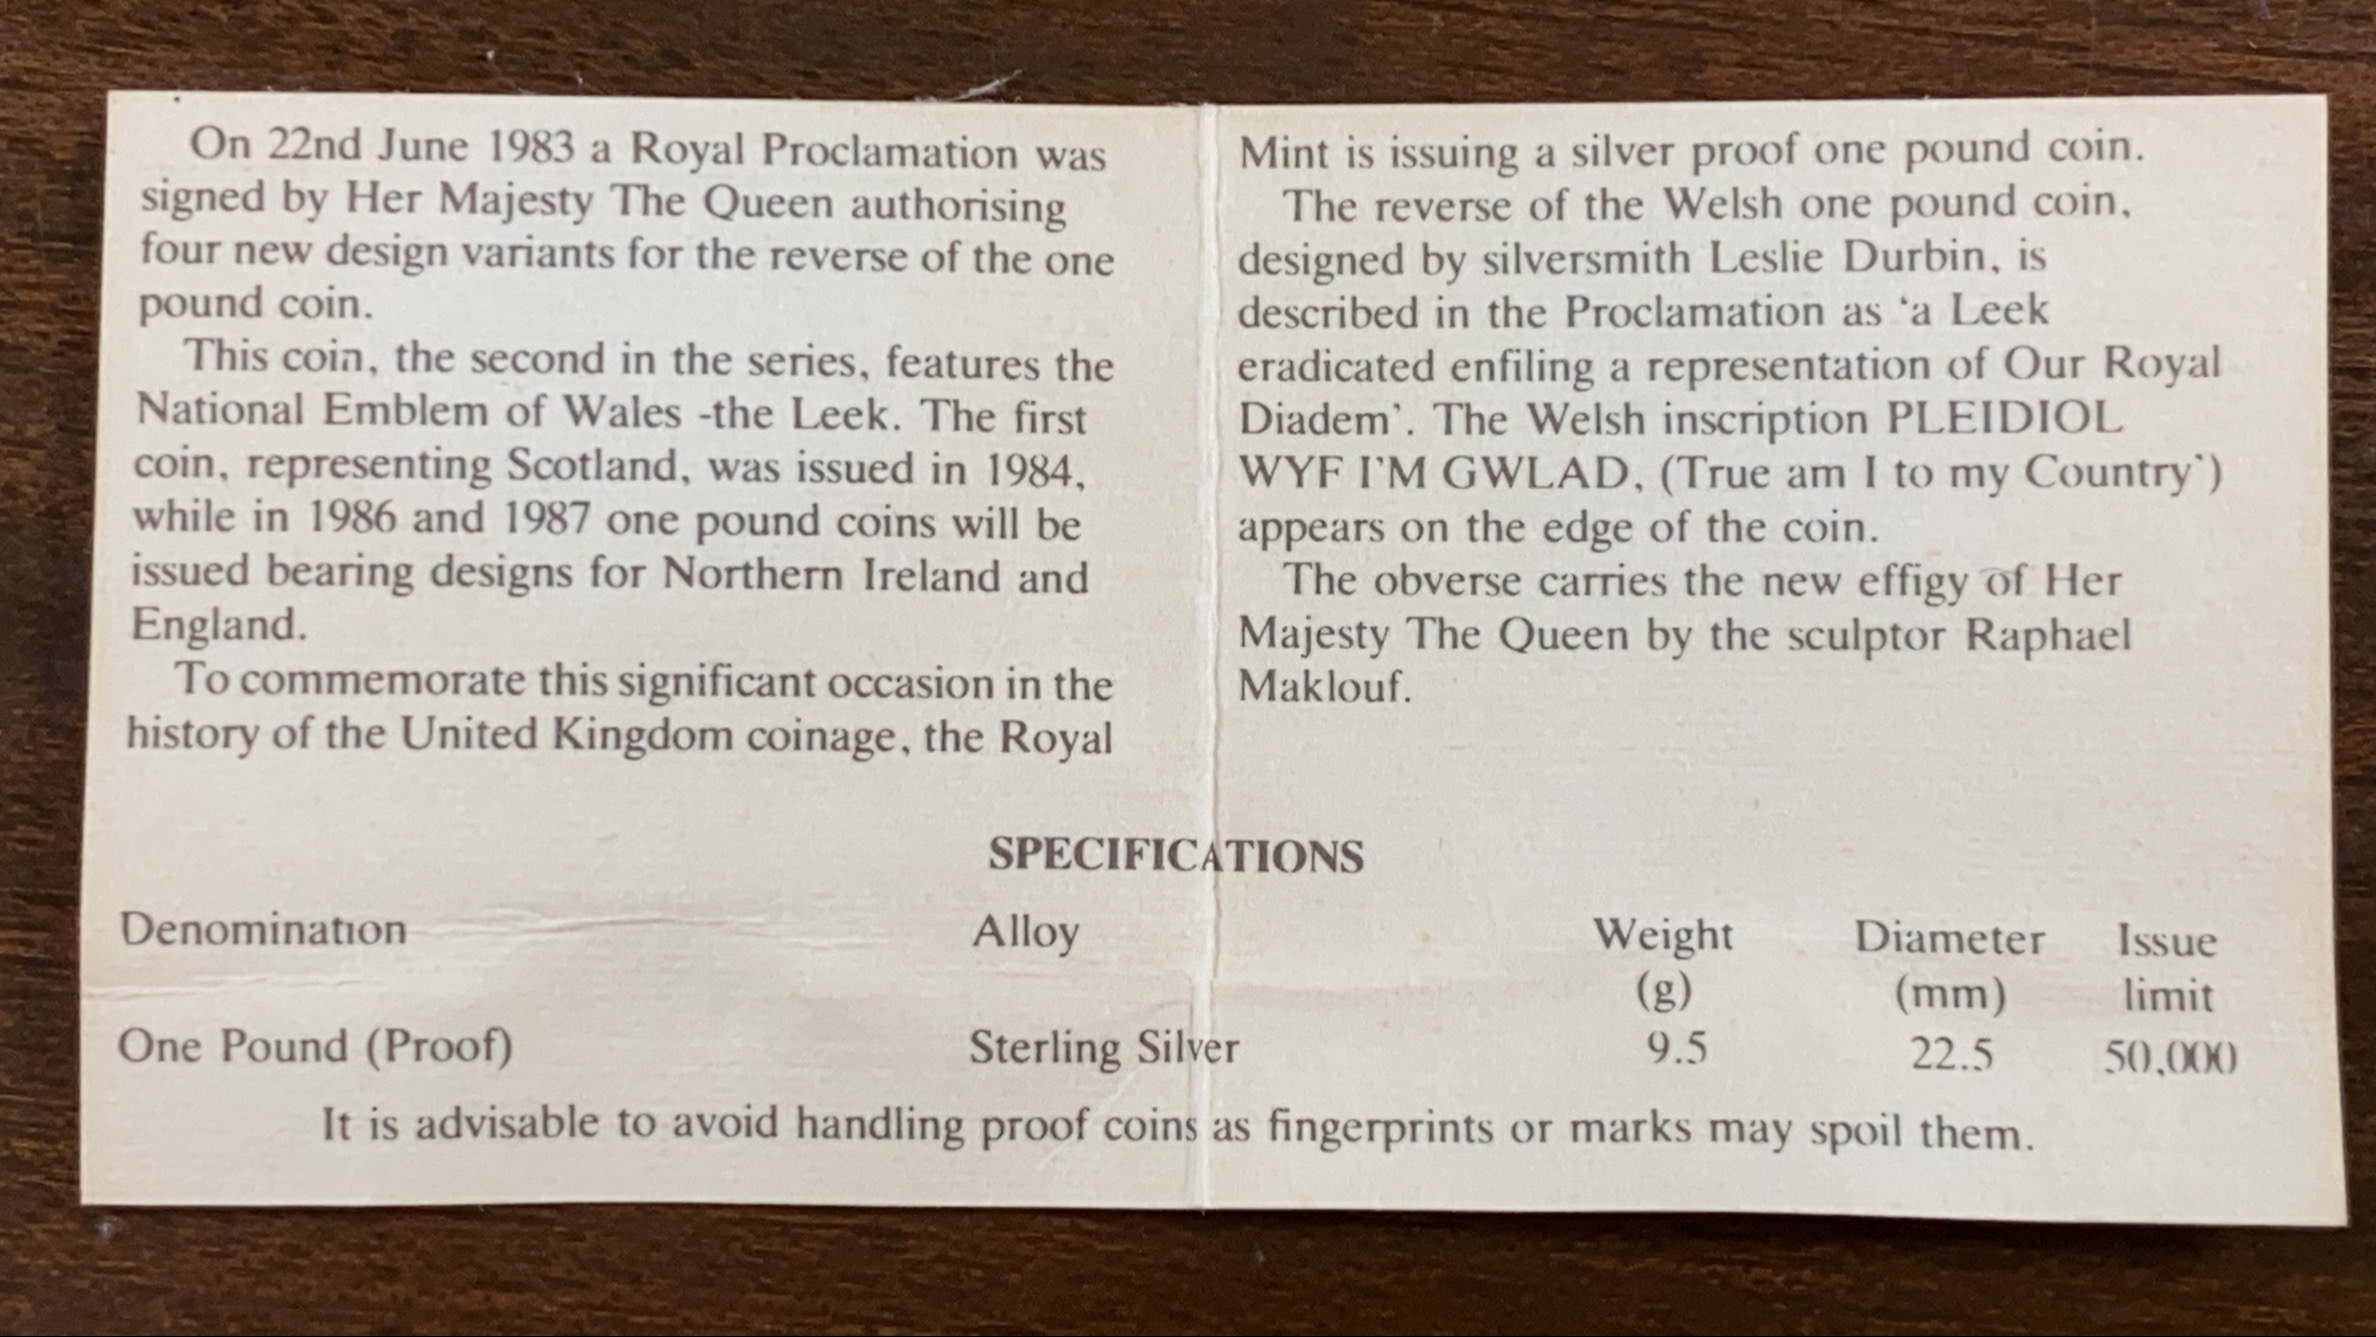 On 22nd June 1983 a Royal Proclamation was
signed by Her Majesty The Queen authorising
four new design variants for the reverse of the one
pound coin.
This coin, the second in the series, features the
National Emblem of Wales -the Leek. The first
coin, representing Scotland, was issued in 1984,
while in 1986 and 1987 one pound coins will be
issued bearing designs for Northern Ireland and
England.
To commemorate this significant occasion in the
history of the United Kingdom coinage, the Royal
Mint is issuing a silver proof one pound coin.
The reverse of the Welsh one pound coin,
designed by silversmith Leslie Durbin, is
described in the Proclamation as ‘a Leek
eradicated enfiling a representation of Our Royal
Diadem’. The Welsh inscription PLEIDIOL
WYF I’M GWLAD, (True am I to my Country’)
appears on the edge of the coin.
The obverse carries the new effigy of Her
Majesty The Queen by the sculptor Raphael
Maklouf.
SPECIFICATIONS
Denomination Alloy Weight Diameter Issue
(g) (mm) limit
One Pound (Proof) Sterling Silver 9.5 22.5 50,000
It is advisable to avoid handling proof coins as fingerprints or marks may spoil them.